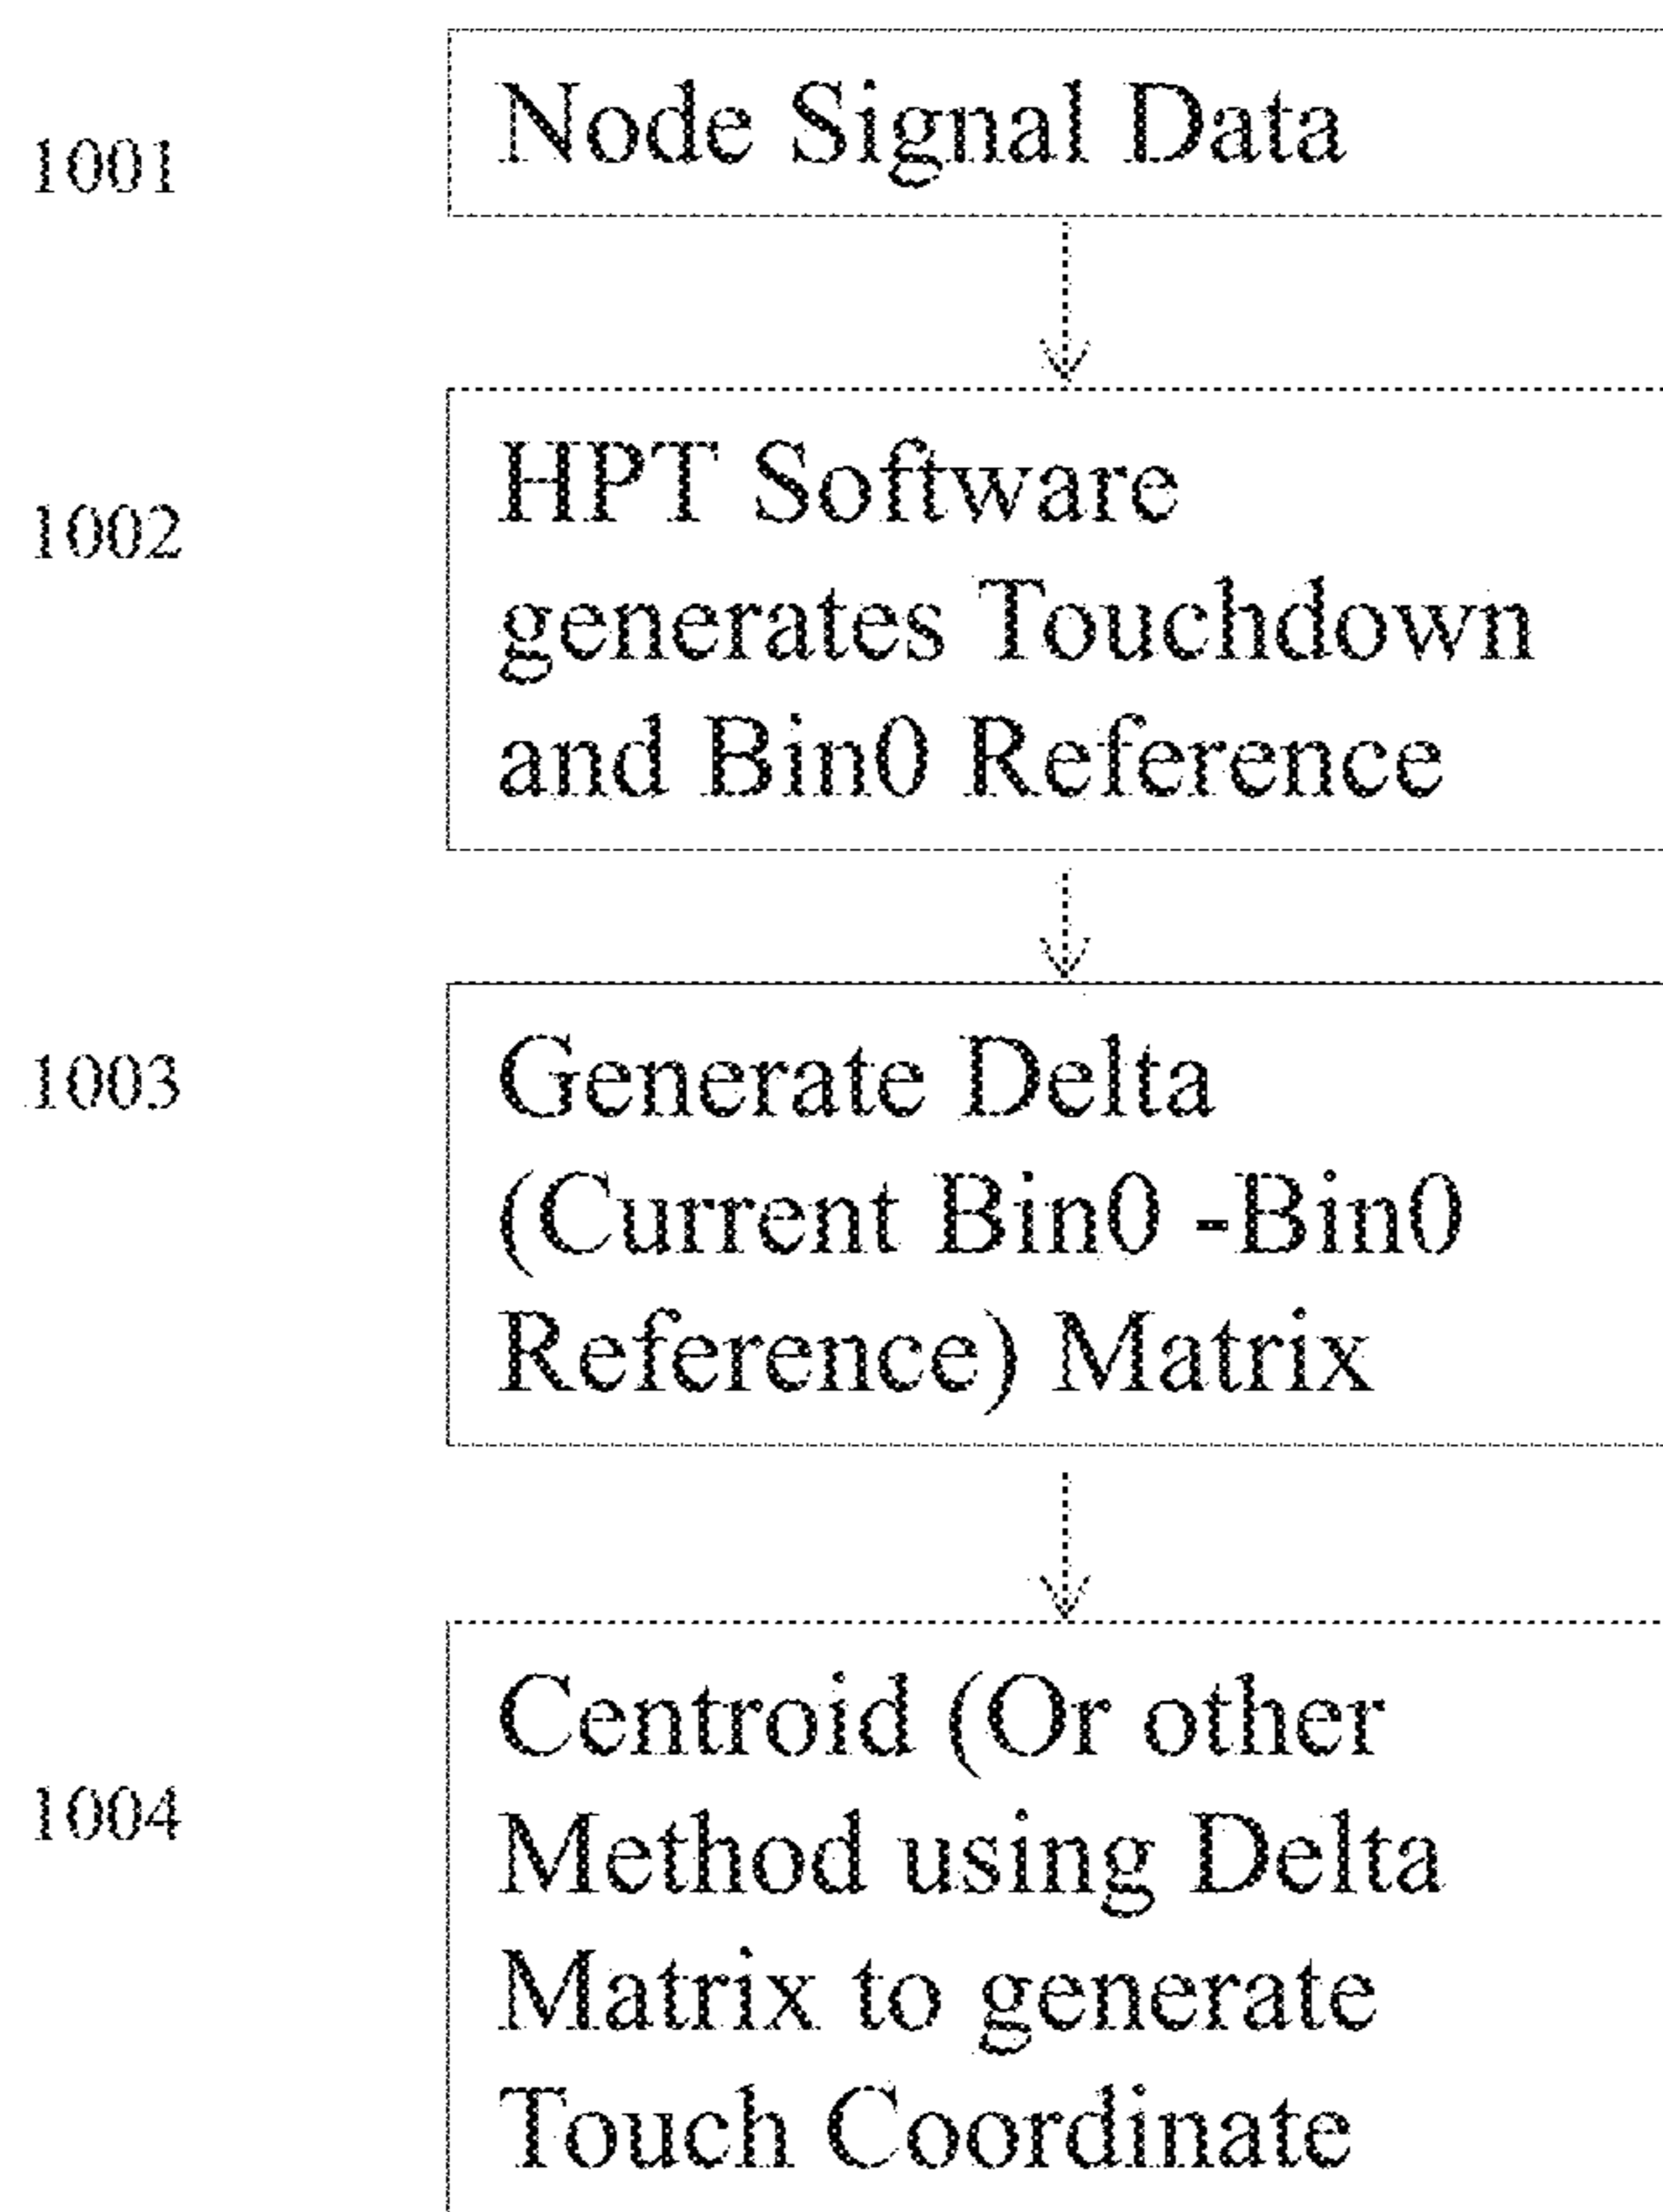 1001
Node Signal Data
1002
HPT Software
generates Touchdown
and Bin0 Reference
1003
Generate Delta
(Current Bin0 -Bin0
Reference) Matrix
1004
Centroid (Or other
Method using Delta
Matrix to generate
Touch Coordinate